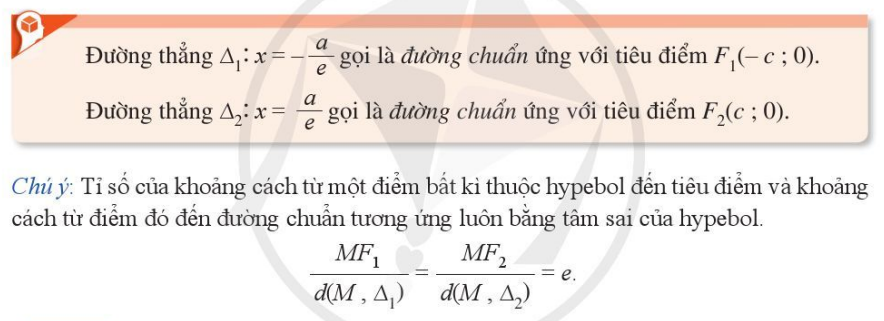 Đường thẳng Δ₁: x = −a/e gọi là đường chuẩn ứng với tiêu điểm F₁(− c ; 0).
Đường thẳng Δ₂: x = a/e gọi là đường chuẩn ứng với tiêu điểm F₂(c ; 0).
Chú ý: Tỉ số của khoảng cách từ một điểm bất kì thuộc hypebol đến tiêu điểm và khoảng
cách từ điểm đó đến đường chuẩn tương ứng luôn bằng tâm sai của hypebol.
MF₁/d(M , Δ₁) = MF₂/d(M , Δ₂) = e.